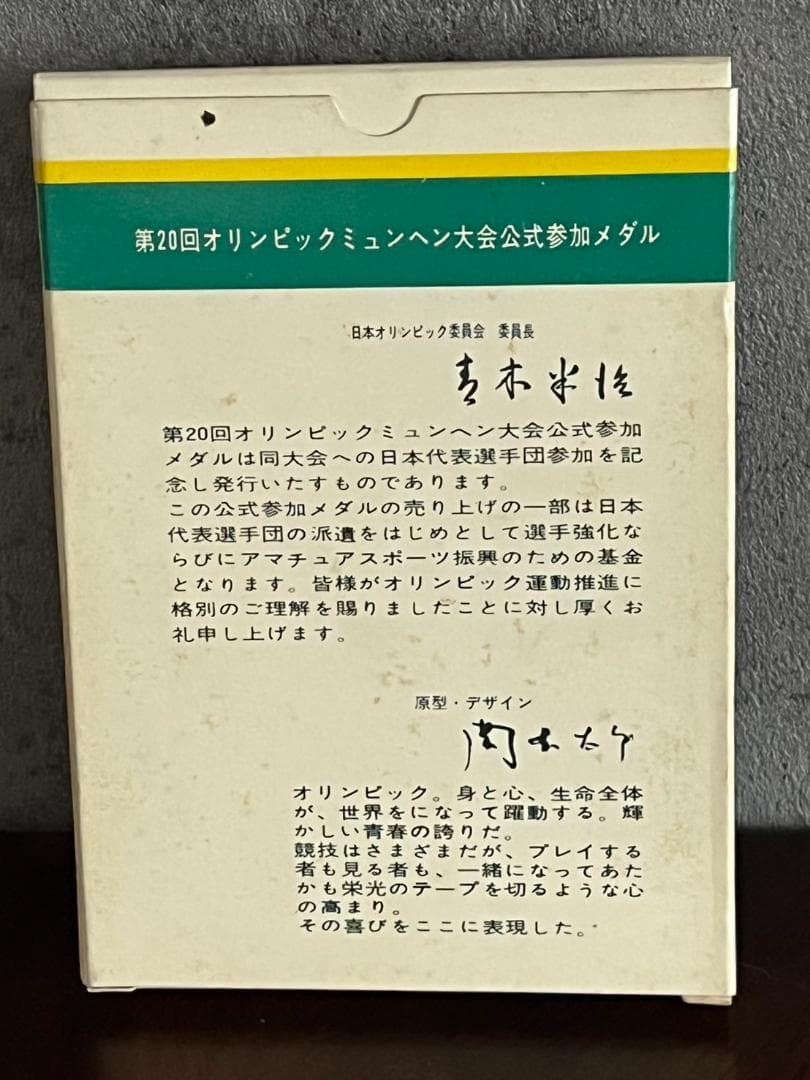 第20回オリンピックミュンヘン大会公式参加メダル
日本オリンピック委員会　委員長
青木半治
第20回オリンピックミュンヘン大会公式参加
メダルは同大会への日本代表選手団参加を記
念し発行いたすものであります。
この公式参加メダルの売り上げの一部は日本
代表選手団の派遣をはじめとして選手強化な
らびにアマチュアスポーツ振興のための基金
となります。皆様がオリンピック運動推進に
格別のご理解を賜りましたことに対し厚くお
礼申し上げます。
原型・デザイン
岡本太郎
オリンピック。身と心、生命全体
が、世界をになって躍動する。輝
かしい青春の誇りだ。
競技はさまざまだが、プレイする
者も見る者も、一緒になってあた
かも栄光のテープを切るような心
の高まり。
その喜びをここに表現した。